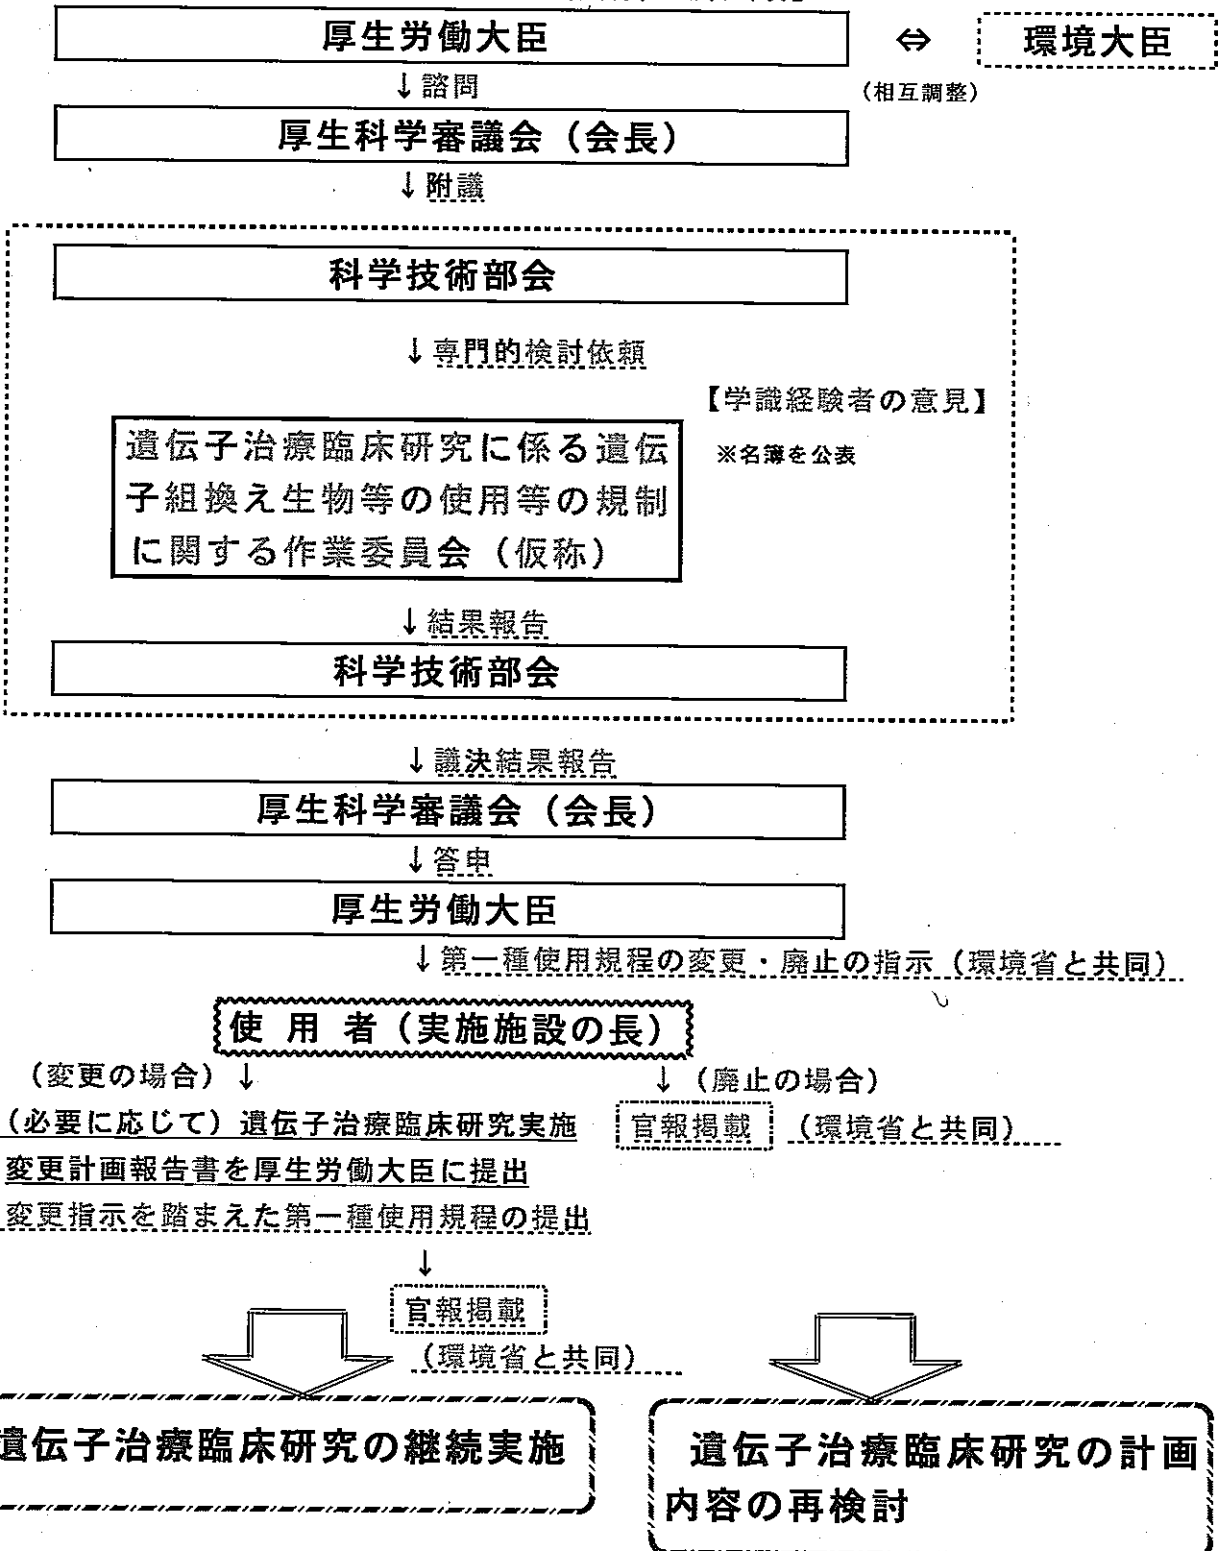 厚生労働大臣 ⇔ 環境大臣
↓諮問 (相互調整)
厚生科学審議会（会長）
↓附議
科学技術部会
↓専門的検討依頼
【学識経験者の意見】
遺伝子治療臨床研究に係る遺伝 ※名簿を公表
子組換え生物等の使用等の規制
に関する作業委員会（仮称）
↓結果報告
科学技術部会
↓議決結果報告
厚生科学審議会（会長）
↓答申
厚生労働大臣
↓第一種使用規程の変更・廃止の指示（環境省と共同）
使 用 者（実施施設の長）
（変更の場合）↓ ↓（廃止の場合）
（必要に応じて）遺伝子治療臨床研究実施 官報掲載 （環境省と共同）
変更計画報告書を厚生労働大臣に提出
変更指示を踏まえた第一種使用規程の提出
↓
官報掲載
（環境省と共同）
遺伝子治療臨床研究の継続実施
遺伝子治療臨床研究の計画
内容の再検討